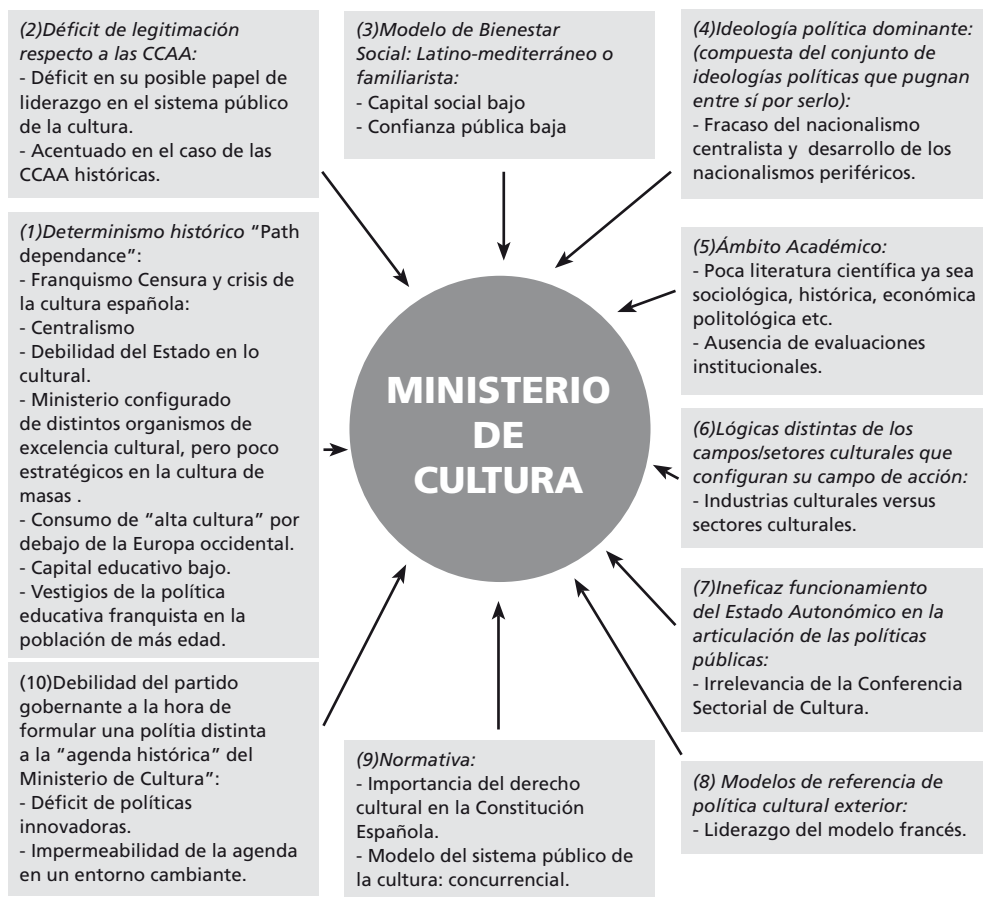 (2)Déficit de legitimación
respecto a las CCAA:
- Déficit en su posible papel de
liderazgo en el sistema público
de la cultura.
- Acentuado en el caso de las
CCAA históricas.
(3)Modelo de Bienestar
Social: Latino-mediterráneo o
familiarista:
- Capital social bajo
- Confianza pública baja
(4)Ideología política dominante:
(compuesta del conjunto de
ideologías políticas que pugnan
entre sí por serlo):
- Fracaso del nacionalismo
centralista y desarrollo de los
nacionalismos periféricos.
(1)Determinismo histórico “Path
dependance”:
- Franquismo Censura y crisis de
la cultura española:
- Centralismo
- Debilidad del Estado en lo
cultural.
- Ministerio configurado
de distintos organismos de
excelencia cultural, pero poco
estratégicos en la cultura de
masas .
- Consumo de “alta cultura” por
debajo de la Europa occidental.
- Capital educativo bajo.
- Vestigios de la política
educativa franquista en la
población de más edad.
MINISTERIO
DE
CULTURA
(5)Ámbito Académico:
- Poca literatura científica ya sea
sociológica, histórica, económica
politológica etc.
- Ausencia de evaluaciones
institucionales.
(6)Lógicas distintas de los
campos/setores culturales que
configuran su campo de acción:
- Industrias culturales versus
sectores culturales.
(7)Ineficaz funcionamiento
del Estado Autonómico en la
articulación de las políticas
públicas:
- Irrelevancia de la Conferencia
Sectorial de Cultura.
(10)Debilidad del partido
gobernante a la hora de
formular una polítia distinta
a la “agenda histórica” del
Ministerio de Cultura”:
- Déficit de políticas
innovadoras.
- Impermeabilidad de la agenda
en un entorno cambiante.
(9)Normativa:
- Importancia del derecho
cultural en la Constitución
Española.
- Modelo del sistema público de
la cultura: concurrencial.
(8) Modelos de referencia de
política cultural exterior:
- Liderazgo del modelo francés.